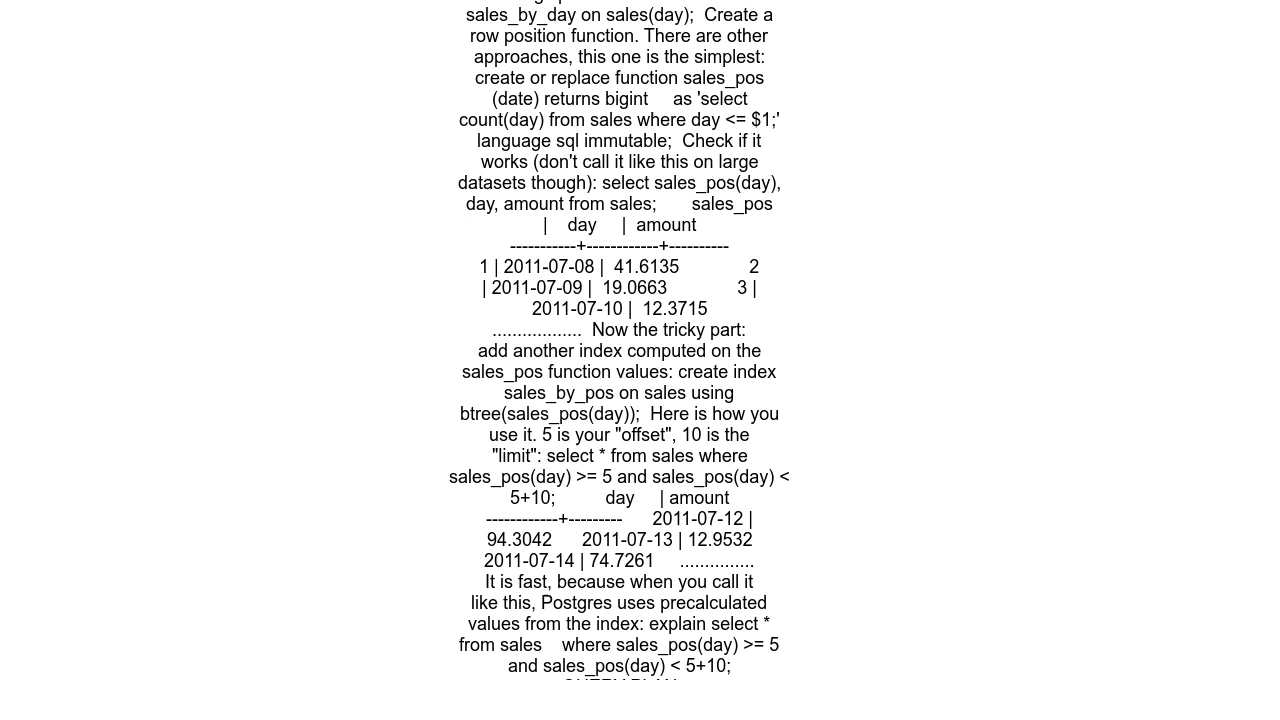 sales_by_day on sales(day);  Create a
row position function. There are other
approaches, this one is the simplest:
create or replace function sales_pos
(date) returns bigint     as 'select
count(day) from sales where day <= $1;'
language sql immutable;  Check if it
works (don't call it like this on large
datasets though): select sales_pos(day),
day, amount from sales;       sales_pos
|    day     |  amount
-----------+------------+----------
1 | 2011-07-08 |  41.6135              2
| 2011-07-09 |  19.0663              3 |
2011-07-10 |  12.3715
..................  Now the tricky part:
add another index computed on the
sales_pos function values: create index
sales_by_pos on sales using
btree(sales_pos(day));  Here is how you
use it. 5 is your "offset", 10 is the
"limit": select * from sales where
sales_pos(day) >= 5 and sales_pos(day) <
5+10;          day     | amount
------------+---------      2011-07-12 |
94.3042      2011-07-13 | 12.9532
2011-07-14 | 74.7261     ...............
It is fast, because when you call it
like this, Postgres uses precalculated
values from the index: explain select *
from sales    where sales_pos(day) >= 5
and sales_pos(day) < 5+10;